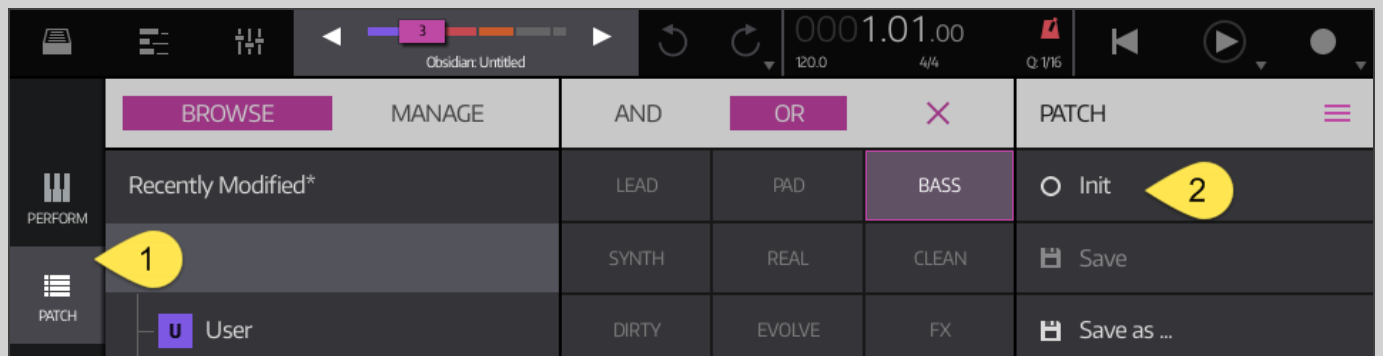 3
Obsidian: Untitled
0001.01.00
120.0
4/4
Q: 1/16
BROWSE
MANAGE
AND
OR
PATCH
PERFORM
Recently Modified*
LEAD
PAD
BASS
Init
2
1
SYNTH
REAL
CLEAN
Save
PATCH
U
User
DIRTY
EVOLVE
FX
Save as ...